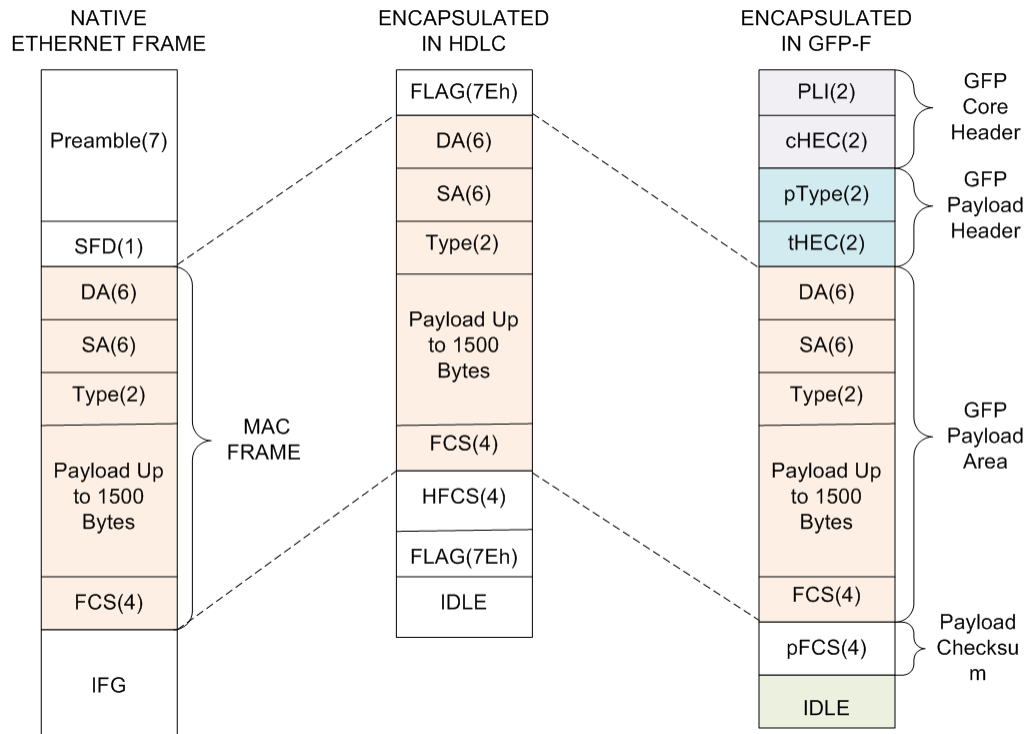 NATIVE
ETHERNET FRAME
Preamble(7)
SFD(1)
DA(6)
SA(6)
Type(2)
Payload Up
to 1500
Bytes
FCS(4)
IFG
MAC
FRAME
ENCAPSULATED
IN HDLC
FLAG(7Eh)
DA(6)
SA(6)
Type(2)
Payload Up
to 1500
Bytes
FCS(4)
HFCS(4)
FLAG(7Eh)
IDLE
ENCAPSULATED
IN GFP-F
PLI(2)
cHEC(2)
pType(2)
tHEC(2)
DA(6)
SA(6)
Type(2)
Payload Up
to 1500
Bytes
FCS(4)
pFCS(4)
IDLE
GFP
Core
Header
GFP
Payload
Header
GFP
Payload
Area
Payload
Checksu
m